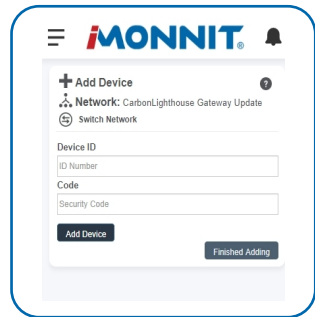 iMONNIT®
Add Device
?
Network: CarbonLighthouse Gateway Update
Switch Network
Device ID
ID Number
Code
Security Code
Add Device
Finished Adding